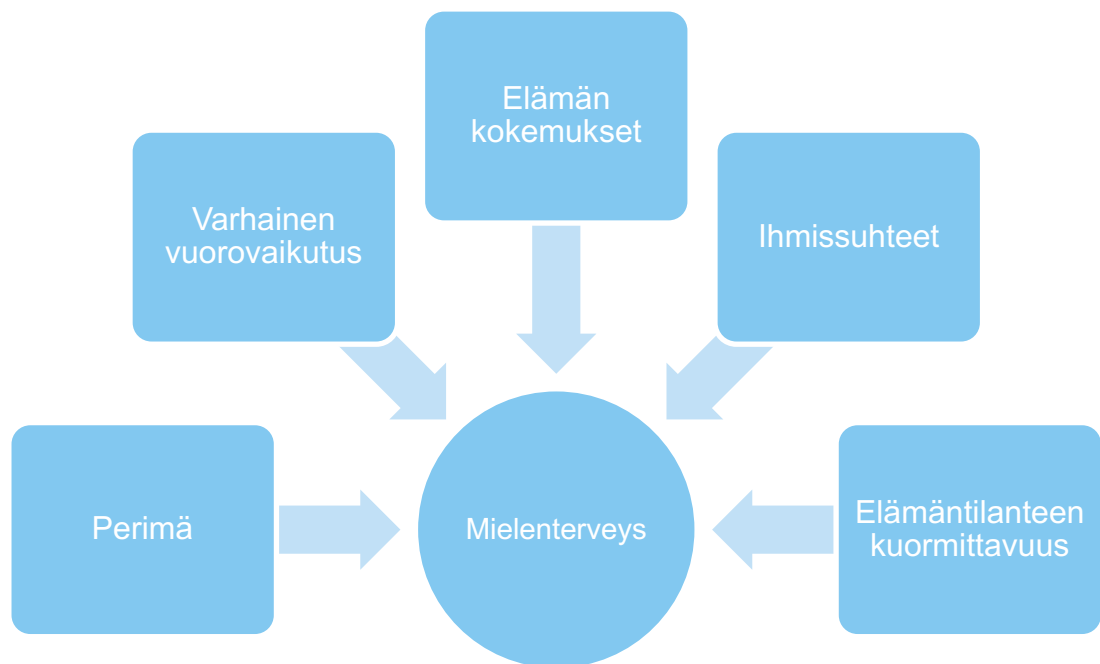 Elämän
kokemukset
Varhainen
vuorovaikutus
Ihmissuhteet
Perimä
Mielenterveys
Elämäntilanteen
kuormittavuus